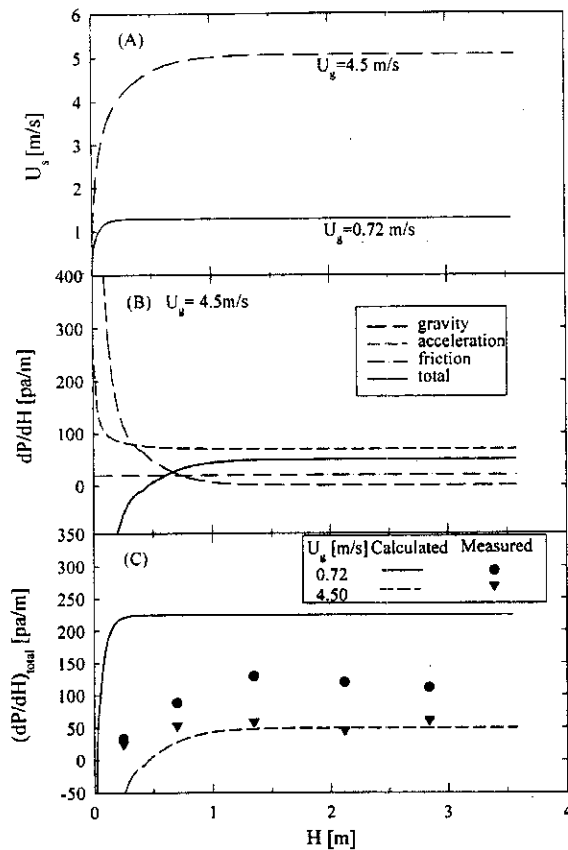 6
(A)
5
U_g=4.5 m/s
4
U_s [m/s]
3
2
1
U_g=0.72 m/s
400
(B) U_g= 4.5m/s
300
gravity
acceleration
friction
total
200
dP/dH [pa/m]
100
0
350
(C)
U_g [m/s] Calculated Measured
0.72
4.50
300
250
200
(dP/dH)_total [pa/m]
150
100
50
0
-50
0 1 2 3 4
H [m]